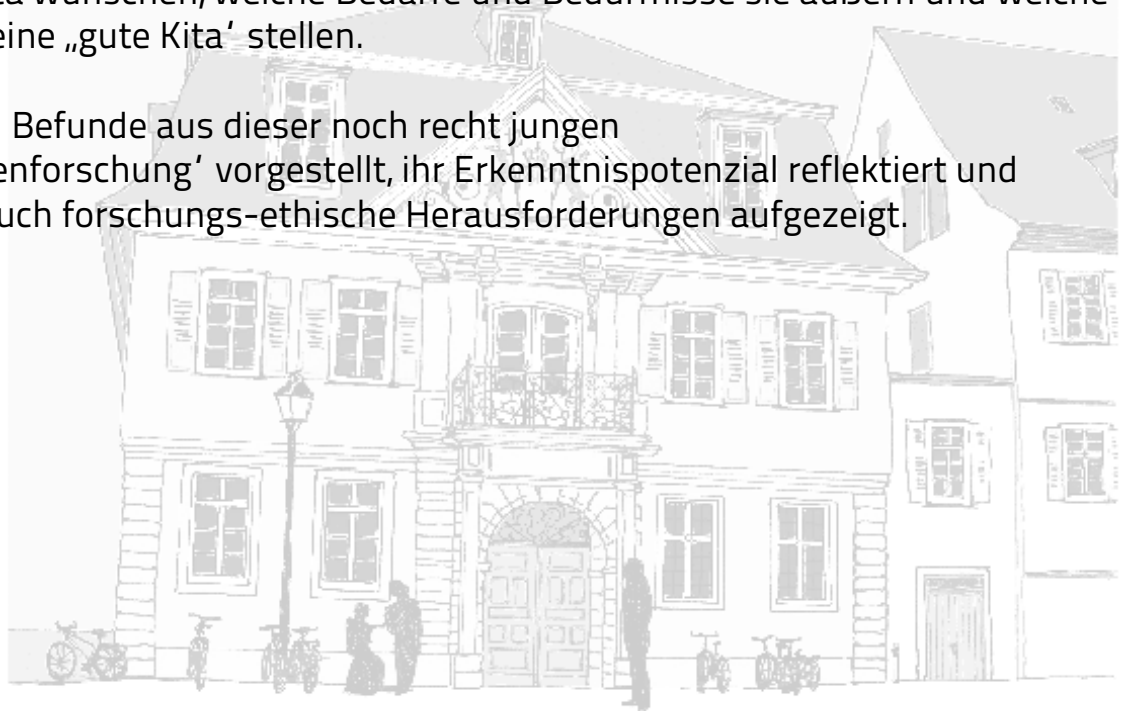 wünschen, welche Bedarfe und Bedürfnisse sie äußern und welche
eine „gute Kita‘ stellen.
Befunde aus dieser noch recht jungen
enforschung‘ vorgestellt, ihr Erkenntnispotenzial reflektiert und
uch forschungs-ethische Herausforderungen aufgezeigt.